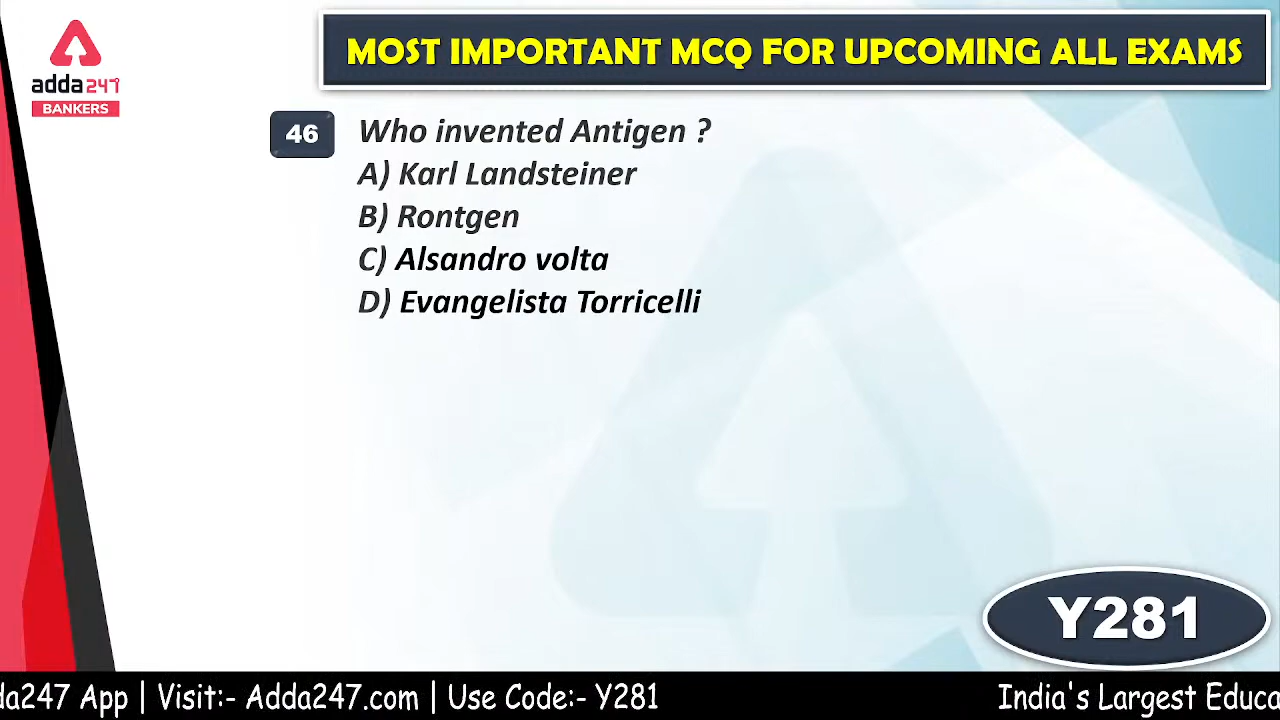 MOST IMPORTANT MCQ FOR UPCOMING ALL EXAMS
adda247
BANKERS
46
Who invented Antigen ?
A) Karl Landsteiner
B) Rontgen
C) Alsandro volta
D) Evangelista Torricelli
Y281
da247 App | Visit:- Adda247.com | Use Code:- Y281
India's Largest Educa